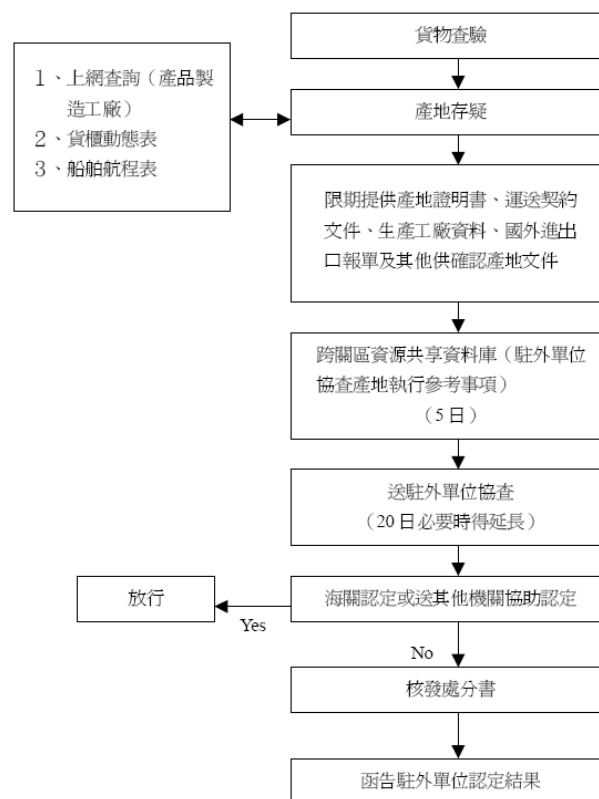 貨物查驗
1、上網查詢（產品製
造工廠）
2、貨櫃動態表
3、船舶航程表
產地存疑
限期提供產地證明書、運送契約
文件、生產工廠資料、國外進出
口報單及其他供確認產地文件
跨關區資源共享資料庫（駐外單位
協查產地執行參考事項）
（5 日）
送駐外單位協查
（20 日必要時得延長）
放行
海關認定或送其他機關協助認定
Yes
No
核發處分書
函告駐外單位認定結果